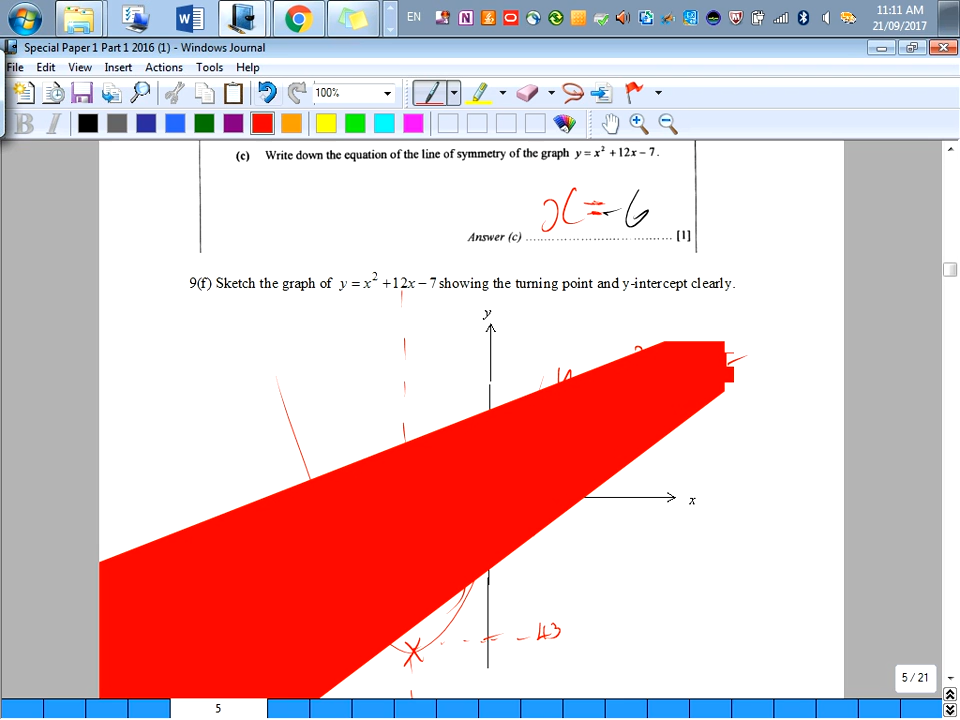 EN
11:11 AM
21/09/2017
Special Paper 1 Part 1 2016 (1) - Windows Journal
File Edit View Insert Actions Tools Help
100%
B I
(c) Write down the equation of the line of symmetry of the graph y = x² + 12x − 7.
x = -6
Answer (c) ........................................ [1]
9(f) Sketch the graph of y = x² + 12x − 7 showing the turning point and y-intercept clearly.
y
x
-43
5 / 21
5